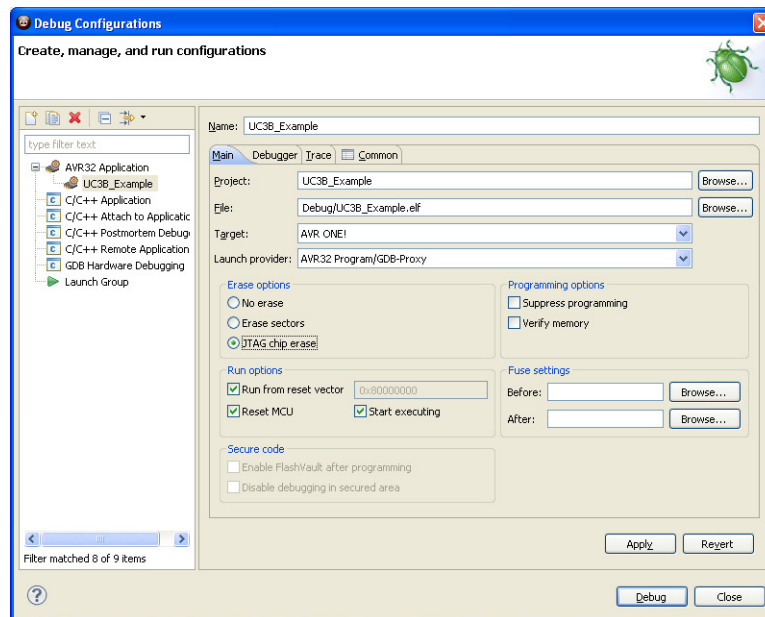 Debug Configurations
Create, manage, and run configurations
type filter text
AVR32 Application
UC3B_Example
C/C++ Application
C/C++ Attach to Applicatic
C/C++ Postmortem Debug
C/C++ Remote Application
GDB Hardware Debugging
Launch Group
Filter matched 8 of 9 items
Name: UC3B_Example
Main Debugger Trace Common
Project: UC3B_Example Browse...
File: Debug/UC3B_Example.elf Browse...
Target: AVR ONE!
Launch provider: AVR32 Program/GDB-Proxy
Erase options
No erase
Erase sectors
JTAG chip erase
Programming options
Suppress programming
Verify memory
Run options
Run from reset vector 0x80000000
Reset MCU Start executing
Fuse settings
Before: Browse...
After: Browse...
Secure code
Enable FlashVault after programming
Disable debugging in secured area
Apply Revert
Debug Close